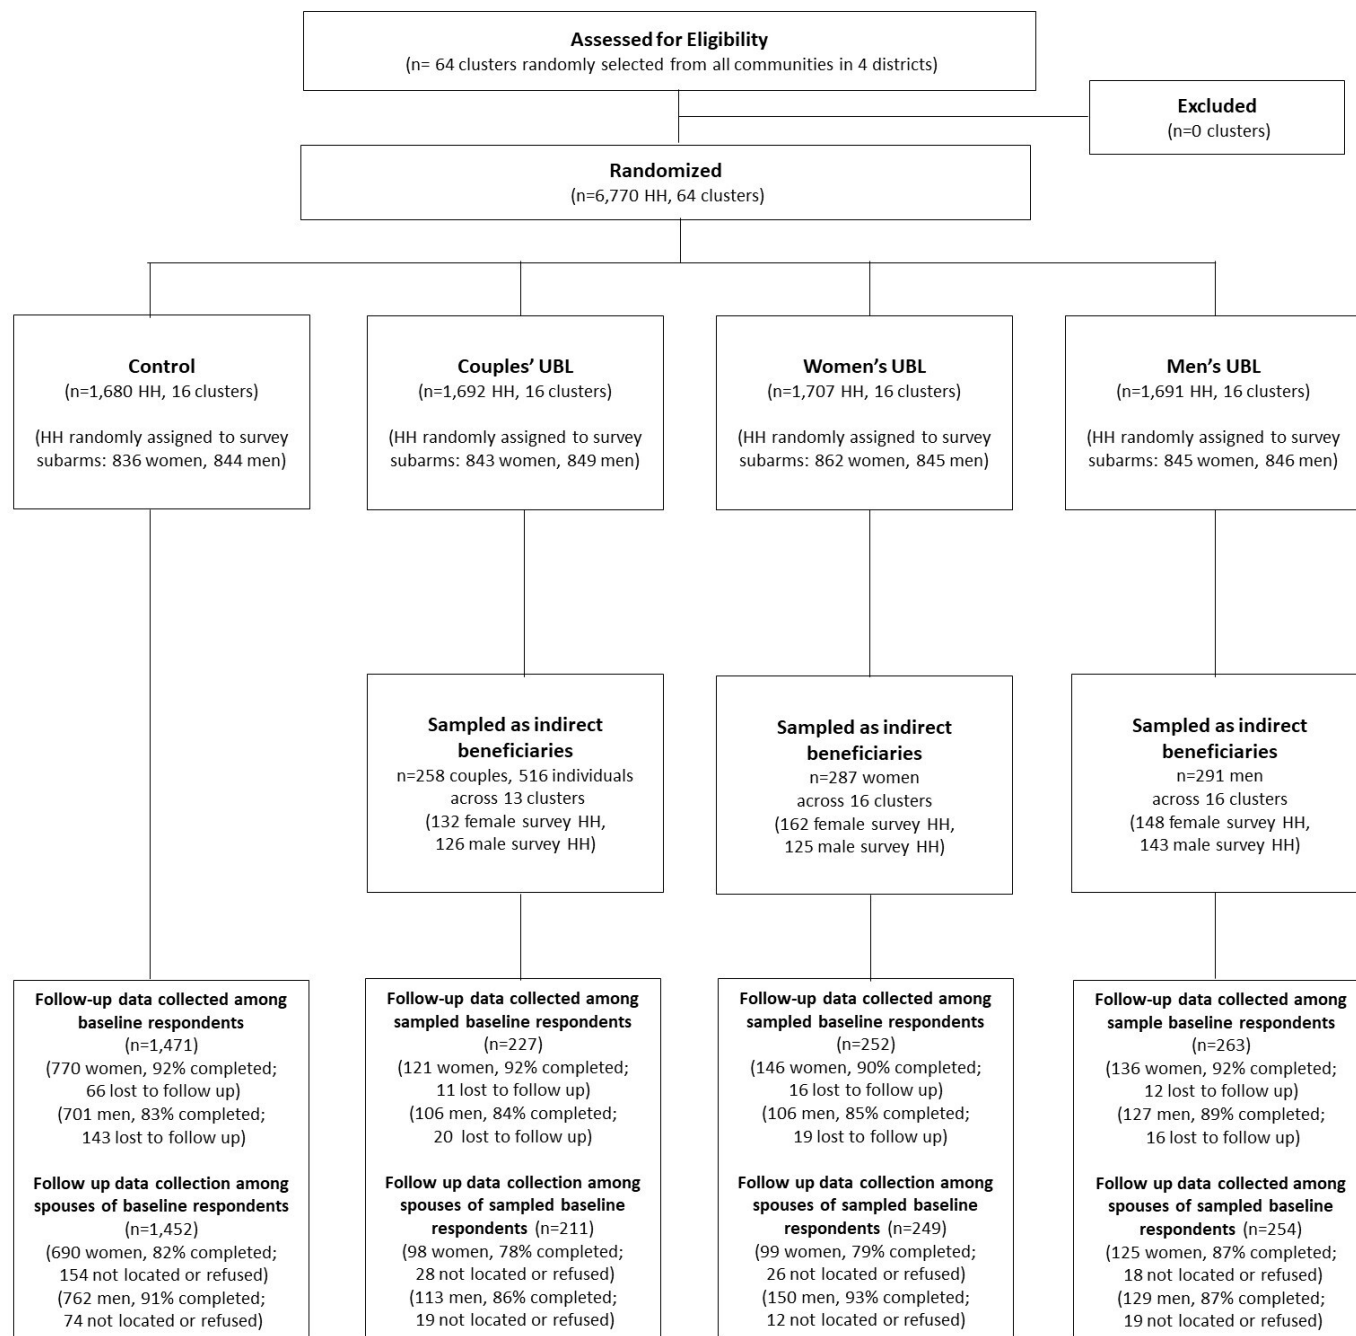 Assessed for Eligibility
(n= 64 clusters randomly selected from all communities in 4 districts)
Excluded
(n=0 clusters)
Randomized
(n=6,770 HH, 64 clusters)
Control
(n=1,680 HH, 16 clusters)
(HH randomly assigned to survey
subarms: 836 women, 844 men)
Couples’ UBL
(n=1,692 HH, 16 clusters)
(HH randomly assigned to survey
subarms: 843 women, 849 men)
Women’s UBL
(n=1,707 HH, 16 clusters)
(HH randomly assigned to survey
subarms: 862 women, 845 men)
Men’s UBL
(n=1,691 HH, 16 clusters)
(HH randomly assigned to survey
subarms: 845 women, 846 men)
Sampled as indirect
beneficiaries
n=258 couples, 516 individuals
across 13 clusters
(132 female survey HH,
126 male survey HH)
Sampled as indirect
beneficiaries
n=287 women
across 16 clusters
(162 female survey HH,
125 male survey HH)
Sampled as indirect
beneficiaries
n=291 men
across 16 clusters
(148 female survey HH,
143 male survey HH)
Follow-up data collected among
baseline respondents
(n=1,471)
(770 women, 92% completed;
66 lost to follow up)
(701 men, 83% completed;
143 lost to follow up)
Follow up data collection among
spouses of baseline respondents
(n=1,452)
(690 women, 82% completed;
154 not located or refused)
(762 men, 91% completed;
74 not located or refused)
Follow-up data collected among
sampled baseline respondents
(n=227)
(121 women, 92% completed;
11 lost to follow up)
(106 men, 84% completed;
20 lost to follow up)
Follow up data collection among
spouses of sampled baseline
respondents (n=211)
(98 women, 78% completed;
28 not located or refused)
(113 men, 86% completed;
19 not located or refused)
Follow-up data collected among
sampled baseline respondents
(n=252)
(146 women, 90% completed;
16 lost to follow up)
(106 men, 85% completed;
19 lost to follow up)
Follow up data collection among
spouses of sampled baseline
respondents (n=249)
(99 women, 79% completed;
26 not located or refused)
(150 men, 93% completed;
12 not located or refused)
Follow-up data collected among
sample baseline respondents
(n=263)
(136 women, 92% completed;
12 lost to follow up)
(127 men, 89% completed;
16 lost to follow up)
Follow up data collected among
spouses of sampled baseline
respondents (n=254)
(125 women, 87% completed;
18 not located or refused)
(129 men, 87% completed;
19 not located or refused)